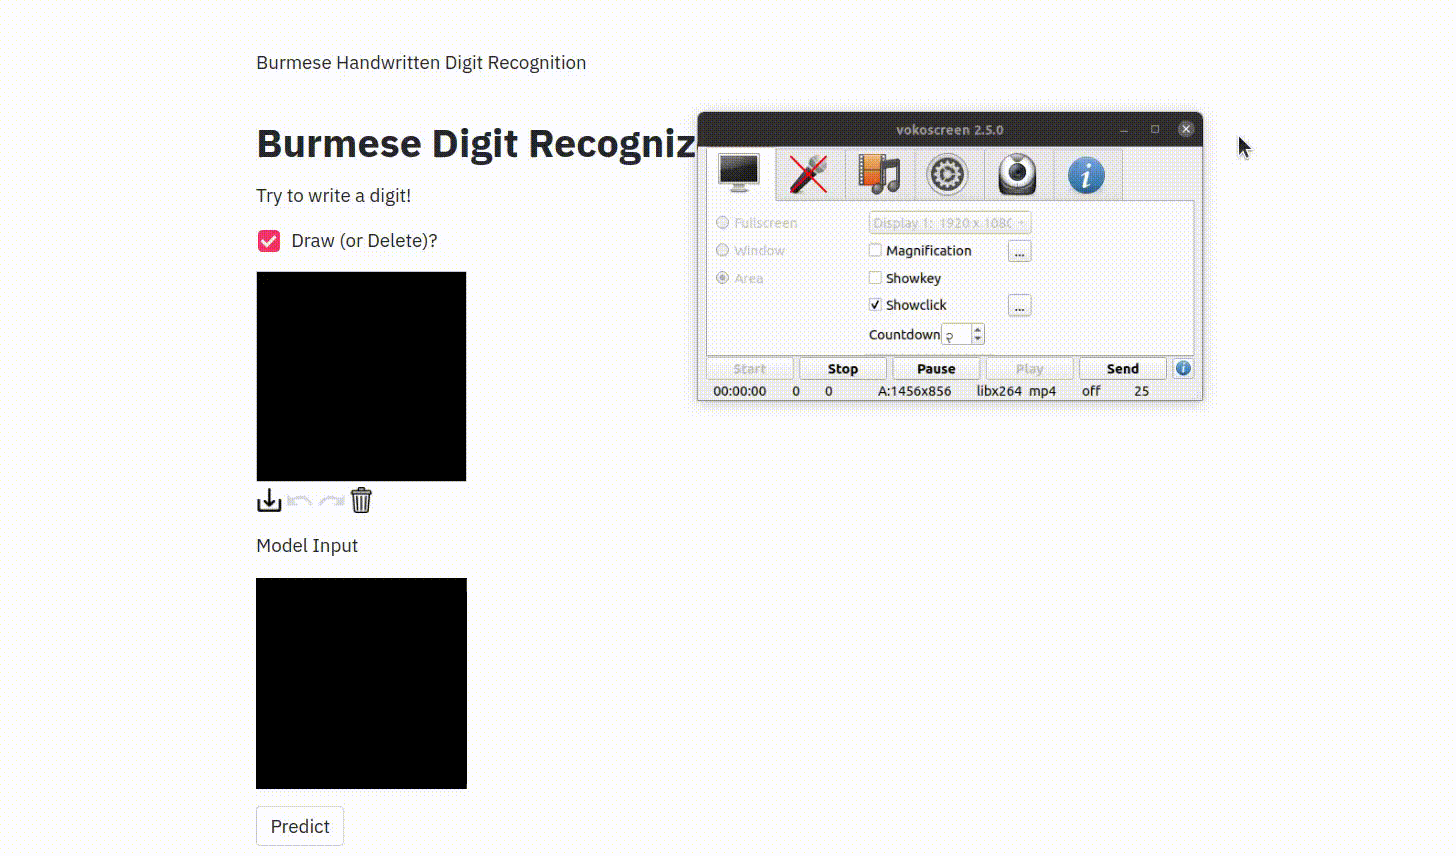 Burmese Handwritten Digit Recognition
Burmese Digit Recogniz
Try to write a digit!
Draw (or Delete)?
Model Input
Predict
vokoscreen 2.5.0
Fullscreen
Window
Area
Display 1: 1920 x 1080
Magnification
...
Showkey
Showclick
...
Countdown ၃
Start Stop Pause Play Send
00:00:00 0 0 A:1456x856 libx264 mp4 off 25